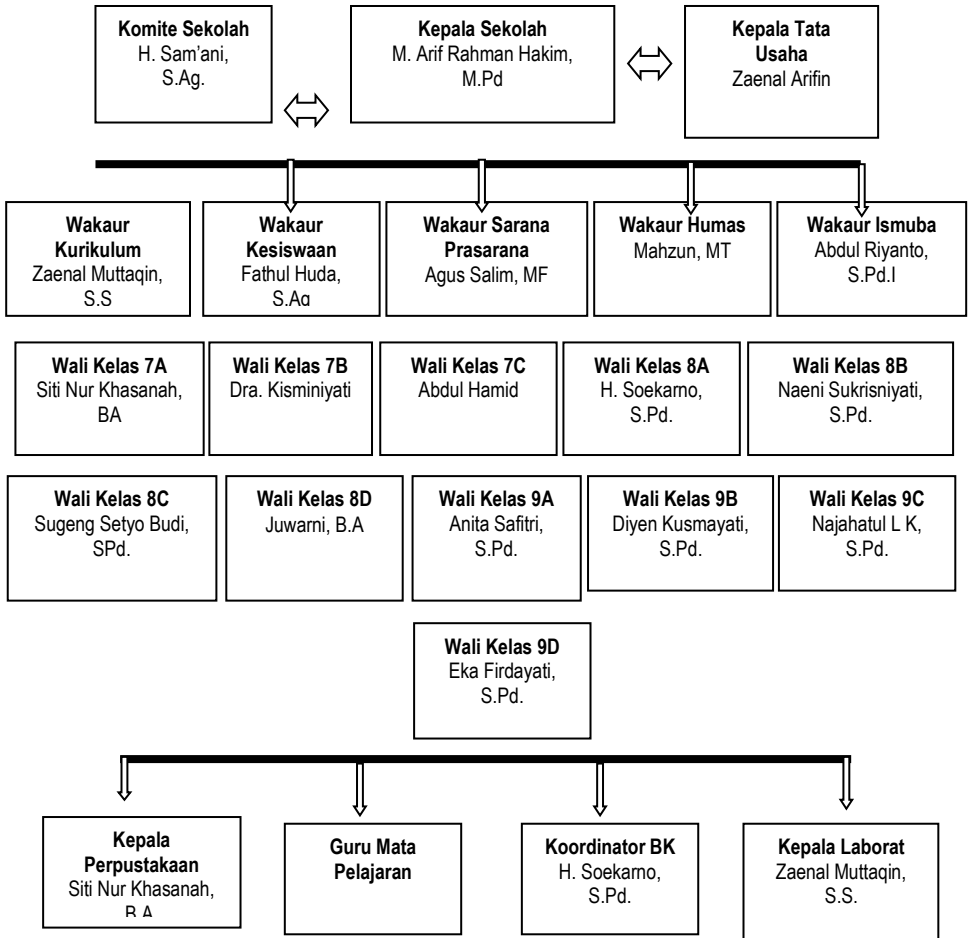 Komite Sekolah
H. Sam’ani,
S.Ag.
Kepala Sekolah
M. Arif Rahman Hakim,
M.Pd
Kepala Tata
Usaha
Zaenal Arifin
Wakaur
Kurikulum
Zaenal Muttaqin,
S.S
Wakaur
Kesiswaan
Fathul Huda,
S.Ag
Wakaur Sarana
Prasarana
Agus Salim, MF
Wakaur Humas
Mahzun, MT
Wakaur Ismuba
Abdul Riyanto,
S.Pd.I
Wali Kelas 7A
Siti Nur Khasanah,
BA
Wali Kelas 7B
Dra. Kisminiyati
Wali Kelas 7C
Abdul Hamid
Wali Kelas 8A
H. Soekarno,
S.Pd.
Wali Kelas 8B
Naeni Sukrisniyati,
S.Pd.
Wali Kelas 8C
Sugeng Setyo Budi,
SPd.
Wali Kelas 8D
Juwarni, B.A
Wali Kelas 9A
Anita Safitri,
S.Pd.
Wali Kelas 9B
Diyen Kusmayati,
S.Pd.
Wali Kelas 9C
Najahatul L K,
S.Pd.
Wali Kelas 9D
Eka Firdayati,
S.Pd.
Kepala
Perpustakaan
Siti Nur Khasanah,
B.A
Guru Mata
Pelajaran
Koordinator BK
H. Soekarno,
S.Pd.
Kepala Laborat
Zaenal Muttaqin,
S.S.